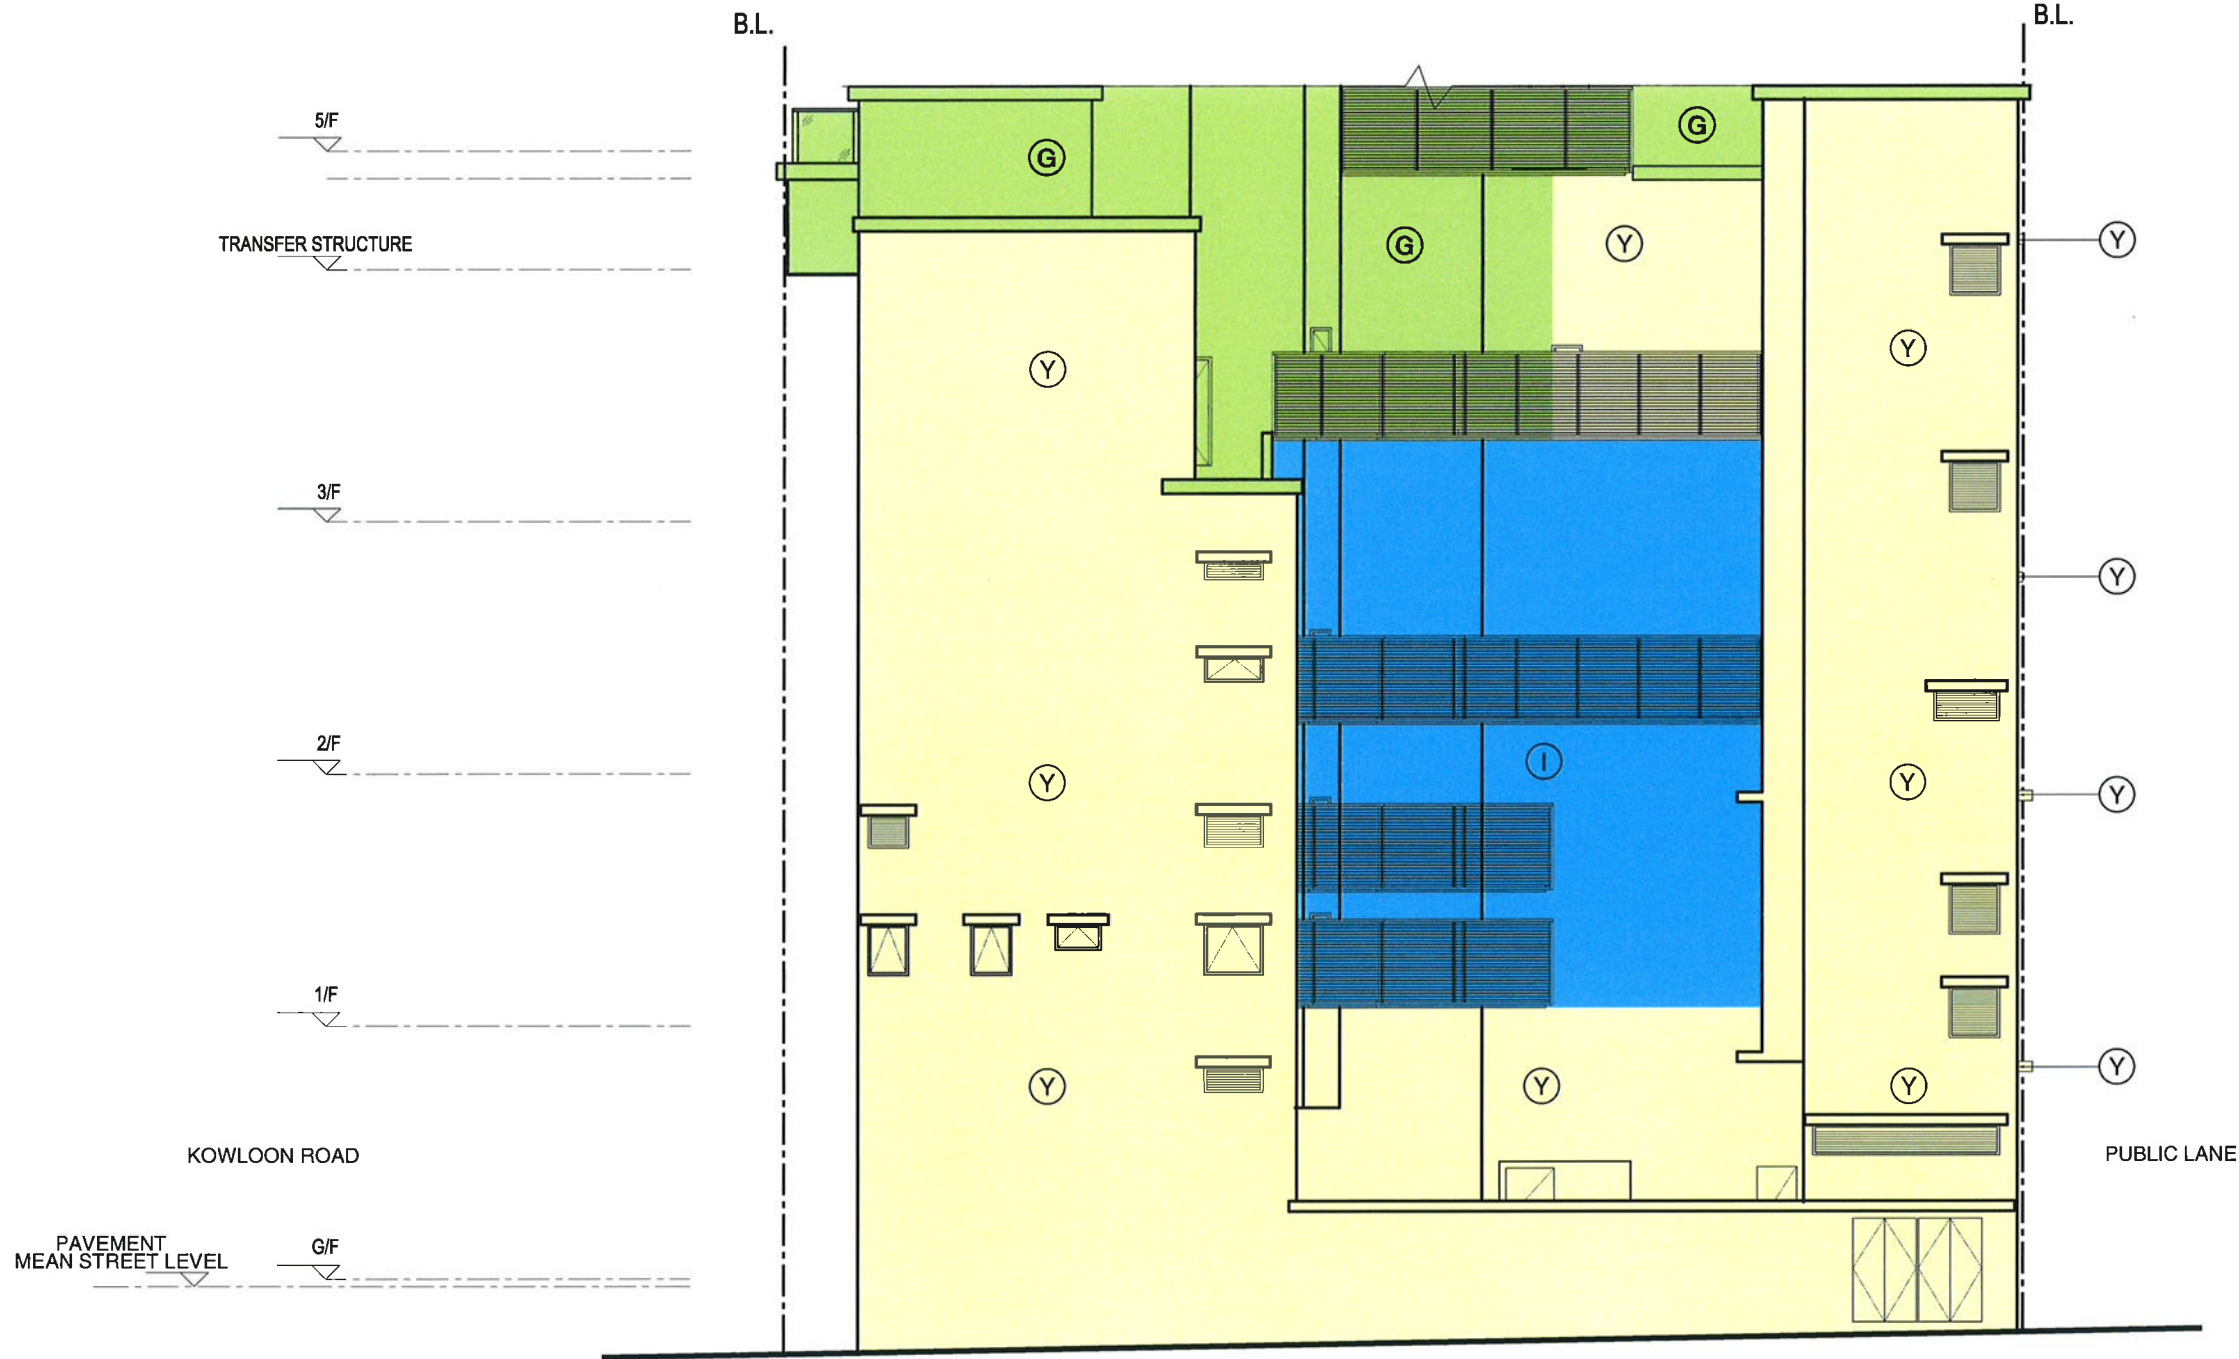 B.L.
B.L.
5/F
G
G
TRANSFER STRUCTURE
G
Y
Y
Y
Y
3/F
Y
2/F
I
Y
Y
Y
1/F
Y
Y
Y
Y
KOWLOON ROAD
PUBLIC LANE
PAVEMENT
MEAN STREET LEVEL
G/F